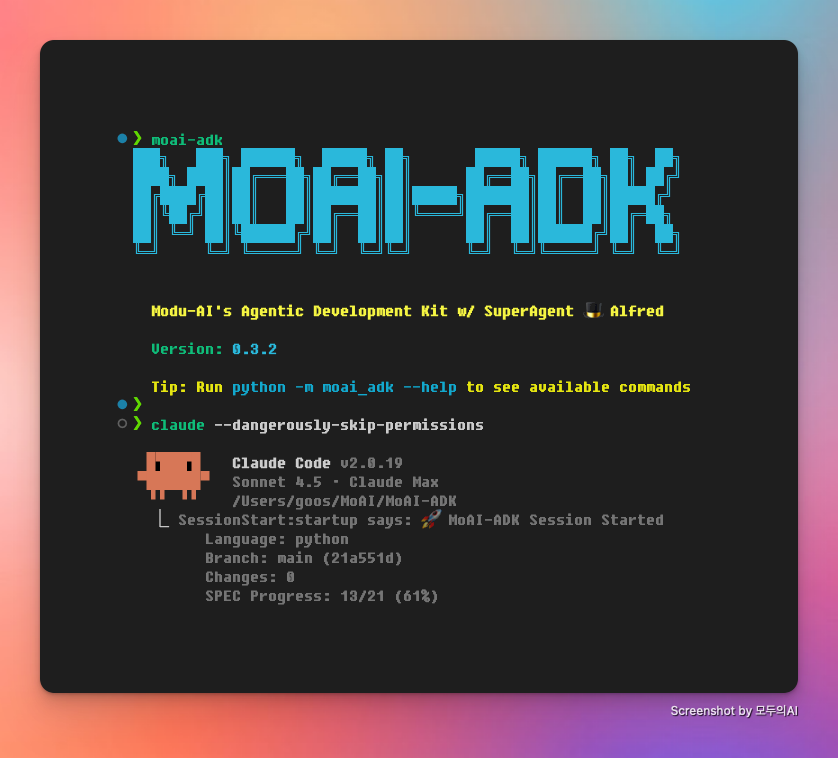 ❯ moai-adk
MOAI-ADK
Modu-AI's Agentic Development Kit w/ SuperAgent 🎩 Alfred
Version: 0.3.2
Tip: Run python -m moai_adk --help to see available commands
❯
❯ claude --dangerously-skip-permissions
Claude Code v2.0.19
Sonnet 4.5 · Claude Max
/Users/goos/MoAI/MoAI-ADK
⎿ SessionStart:startup says: 🚀 MoAI-ADK Session Started
Language: python
Branch: main (21a551d)
Changes: 0
SPEC Progress: 13/21 (61%)
Screenshot by 모두의AI